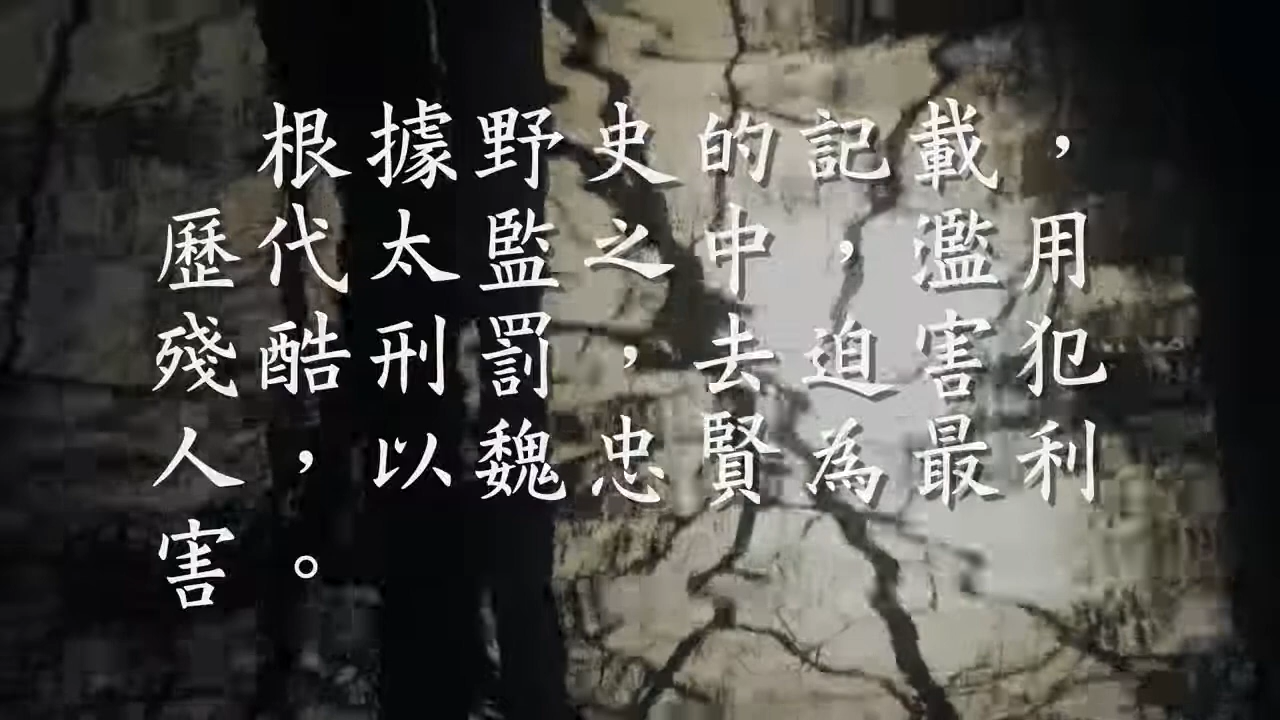 根據野史的記載，
歷代太監之中，濫用
殘酷刑罰，去迫害犯
人，以魏忠賢為最利
害。